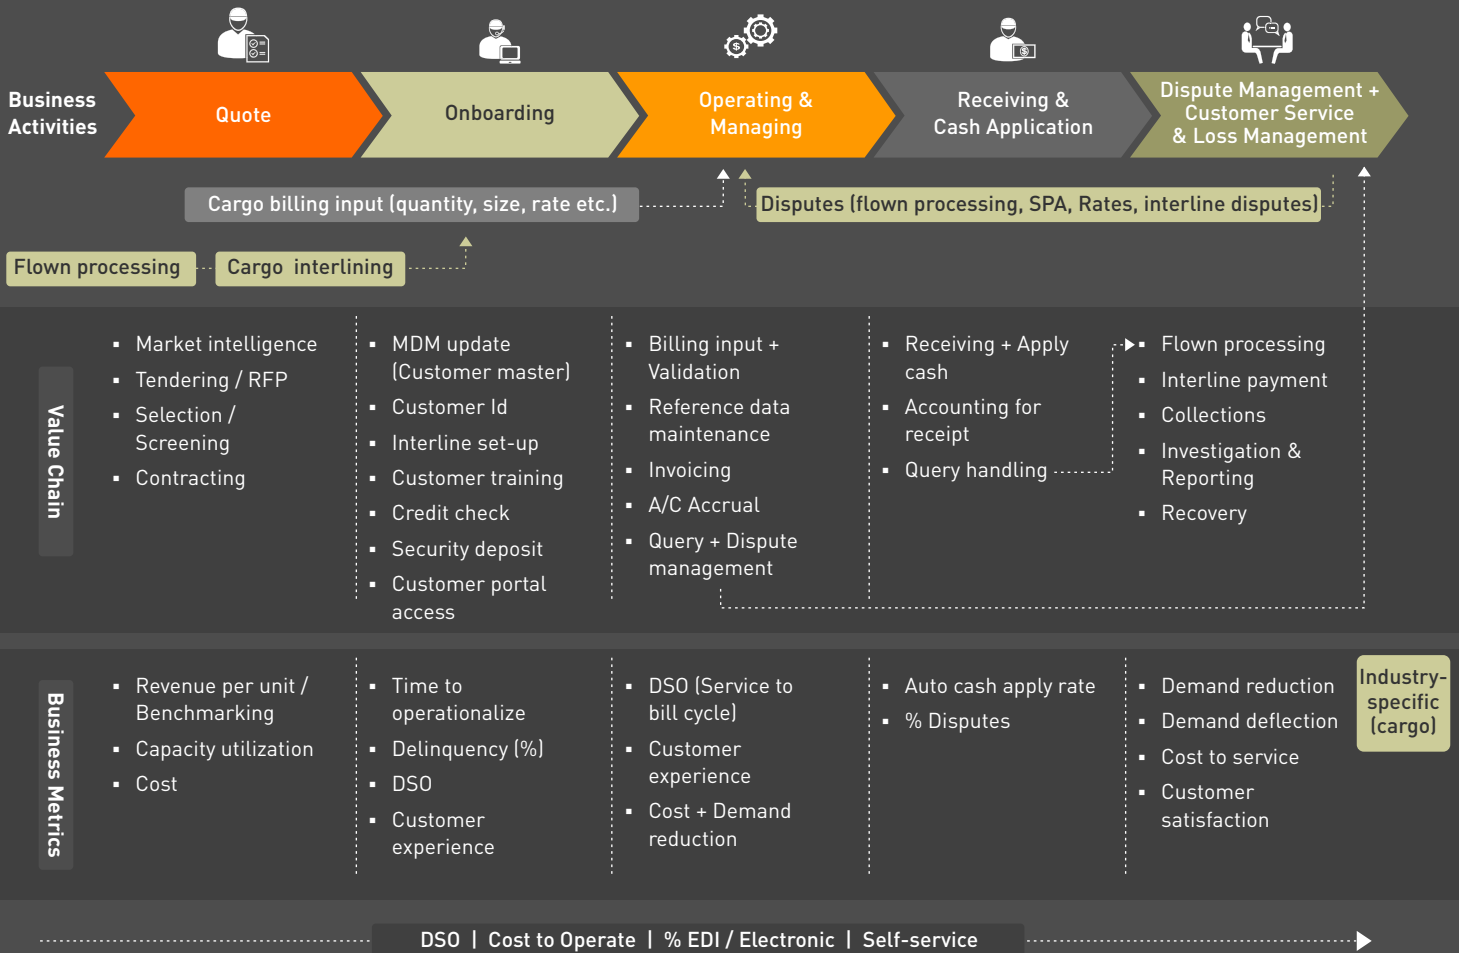 Business
Activities
Quote
Onboarding
Operating &
Managing
Receiving &
Cash Application
Dispute Management +
Customer Service
& Loss Management
Cargo billing input (quantity, size, rate etc.)
Disputes (flown processing, SPA, Rates, interline disputes)
Flown processing
Cargo interlining
Value Chain
▪ Market intelligence
▪ Tendering / RFP
▪ Selection /
Screening
▪ Contracting
▪ MDM update
(Customer master)
▪ Customer Id
▪ Interline set-up
▪ Customer training
▪ Credit check
▪ Security deposit
▪ Customer portal
access
▪ Billing input +
Validation
▪ Reference data
maintenance
▪ Invoicing
▪ A/C Accrual
▪ Query + Dispute
management
▪ Receiving + Apply
cash
▪ Accounting for
receipt
▪ Query handling
▪ Flown processing
▪ Interline payment
▪ Collections
▪ Investigation &
Reporting
▪ Recovery
Business Metrics
▪ Revenue per unit /
Benchmarking
▪ Capacity utilization
▪ Cost
▪ Time to
operationalize
▪ Delinquency (%)
▪ DSO
▪ Customer
experience
▪ DSO (Service to
bill cycle)
▪ Customer
experience
▪ Cost + Demand
reduction
▪ Auto cash apply rate
▪ % Disputes
▪ Demand reduction
▪ Demand deflection
▪ Cost to service
▪ Customer
satisfaction
Industry-
specific
(cargo)
DSO | Cost to Operate | % EDI / Electronic | Self-service
$
$
$